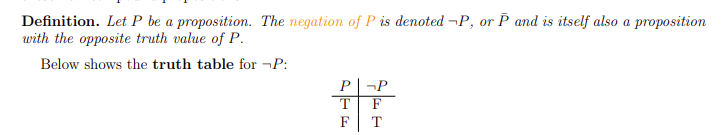 Definition. Let P be a proposition. The negation of P is denoted ¬P, or P̄ and is itself also a proposition
with the opposite truth value of P.
Below shows the truth table for ¬P:
P ¬P
T F
F T